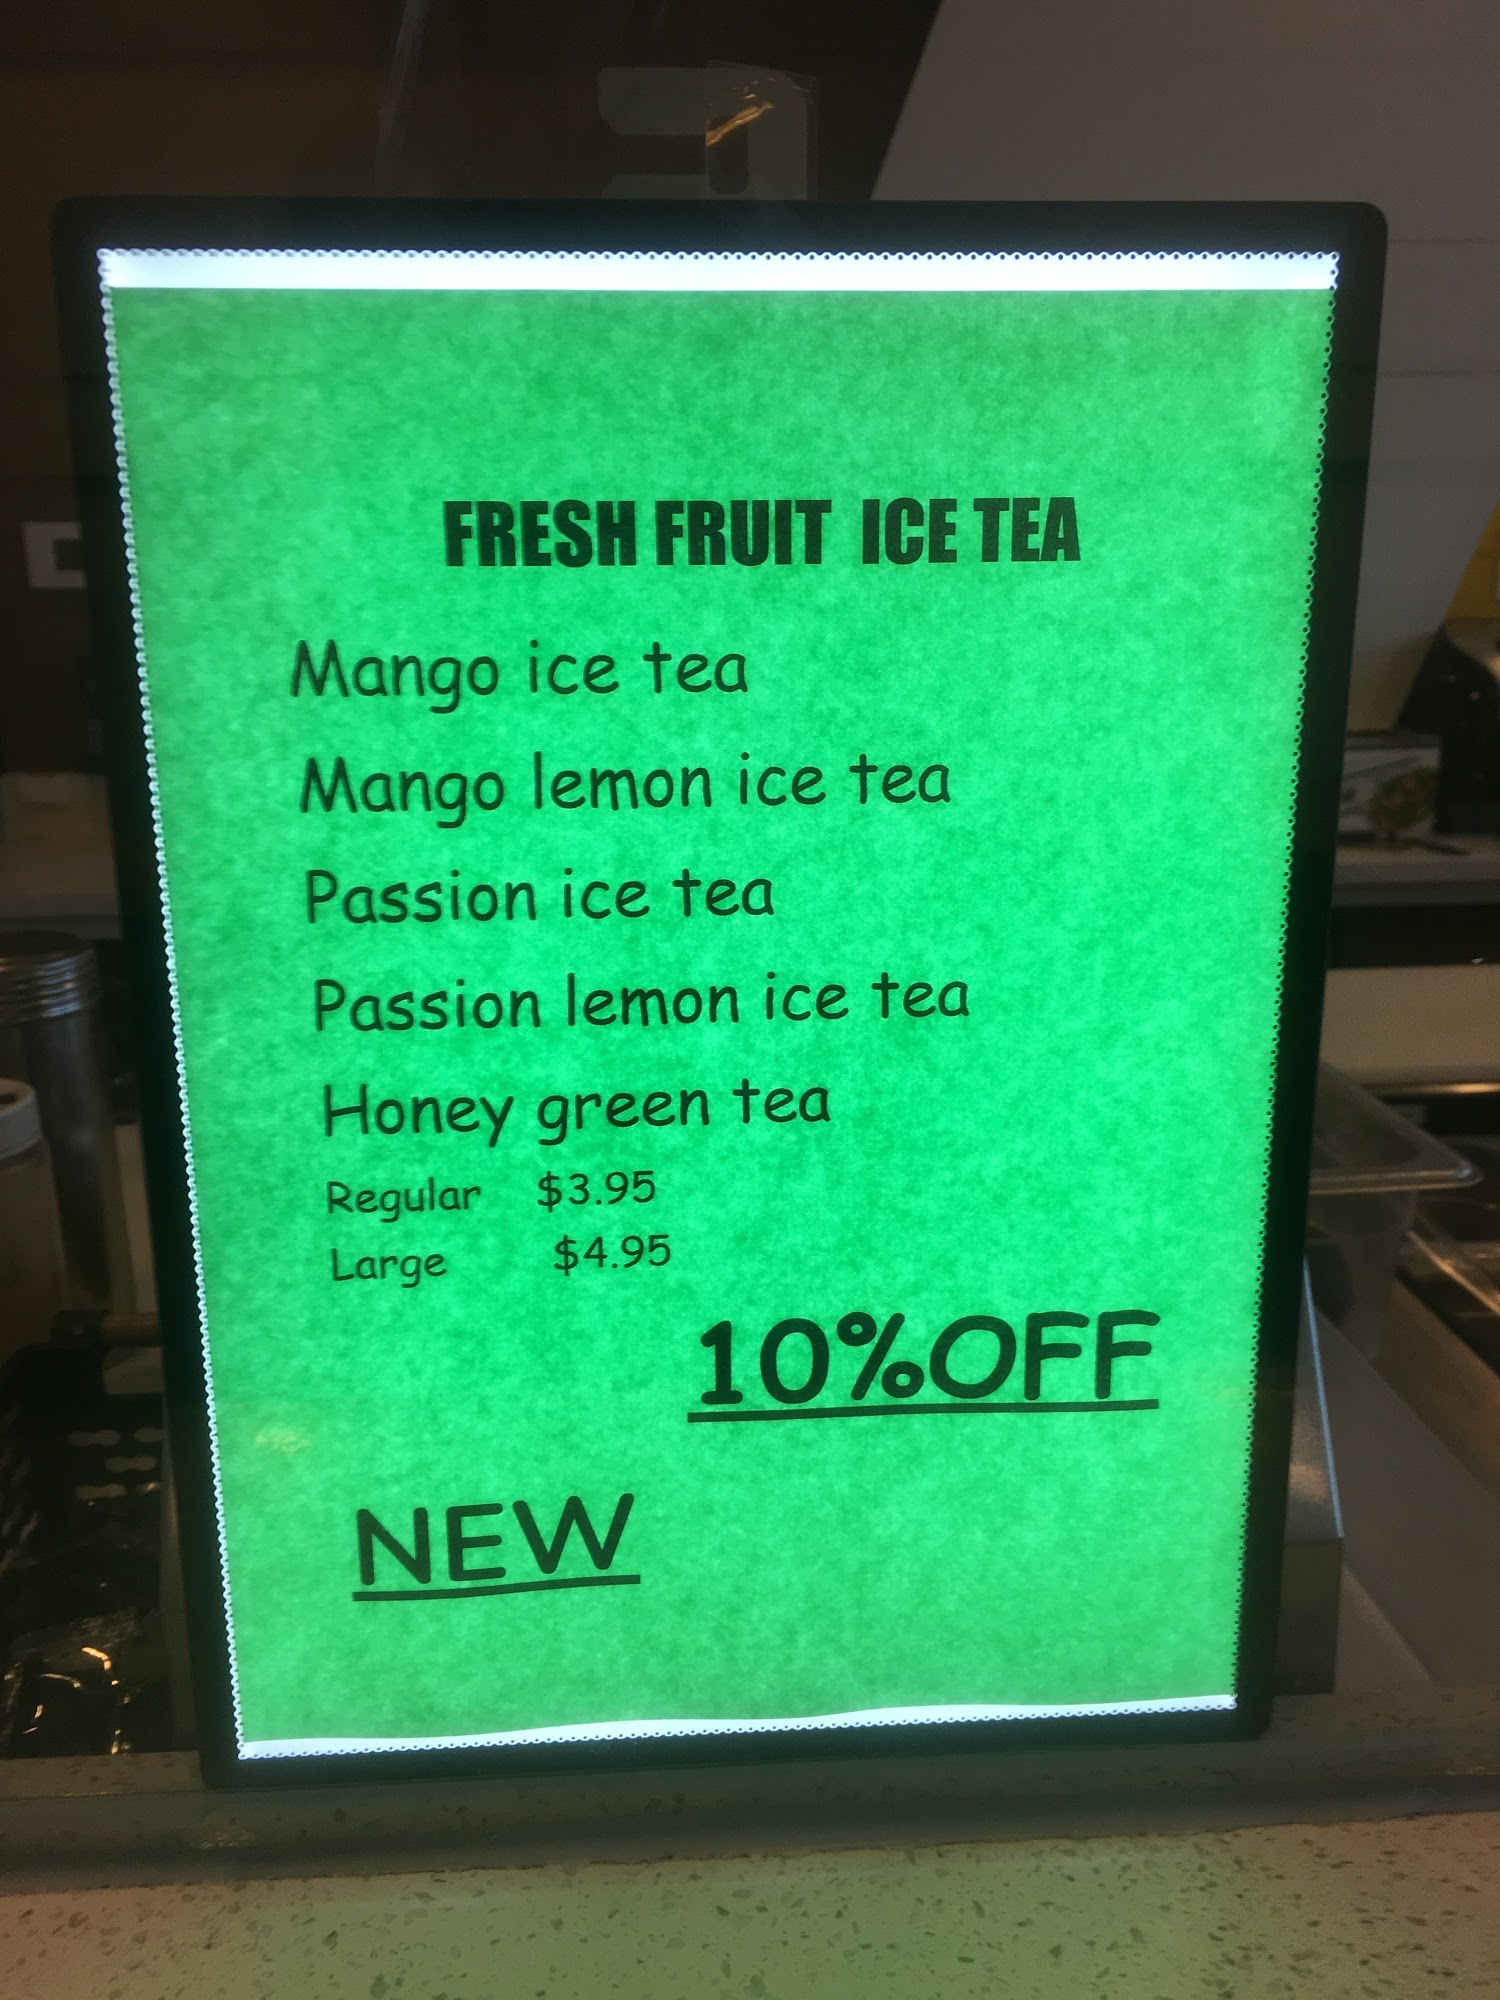 FRESH FRUIT ICE TEA
Mango ice tea
Mango lemon ice tea
Passion ice tea
Passion lemon ice tea
Honey green tea
Regular $3.95
Large $4.95
10%OFF
NEW